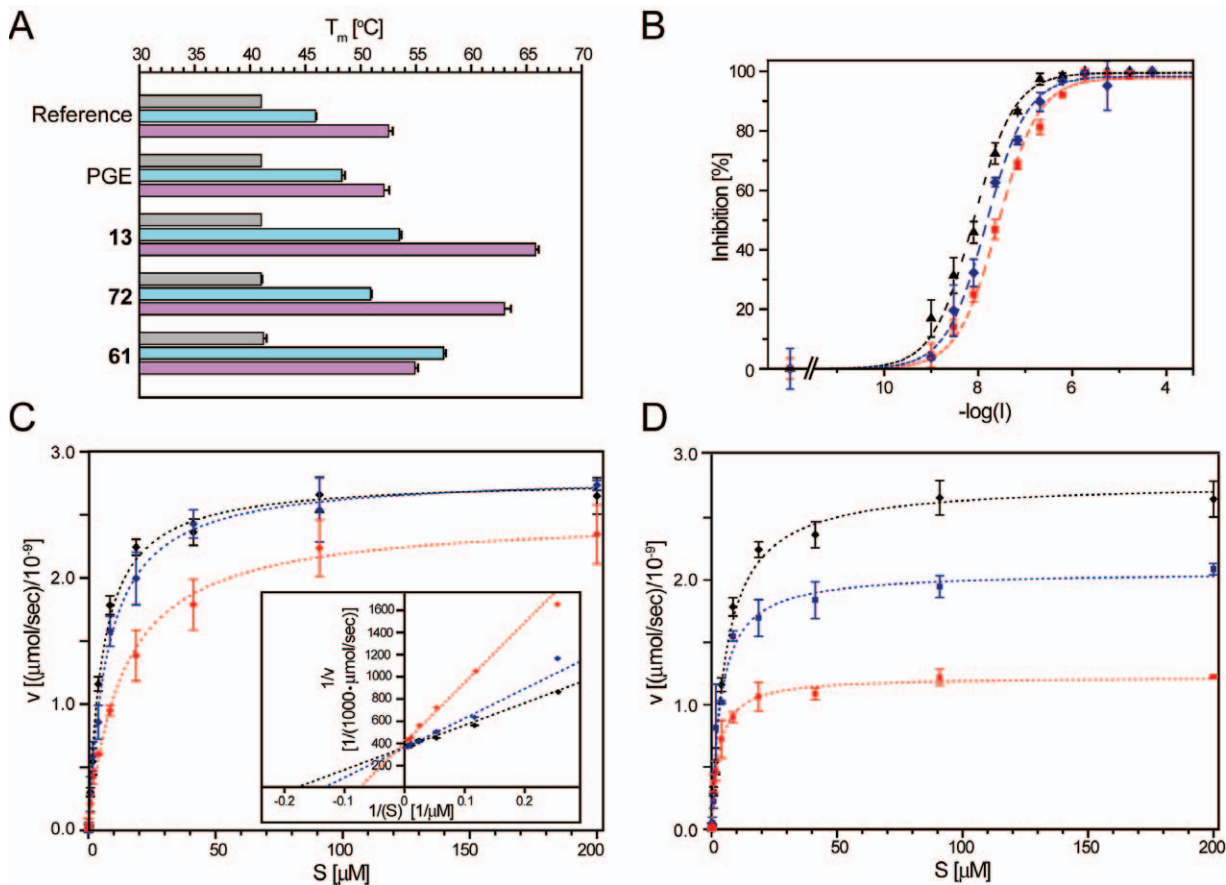 A
Tm [°C]
30 35 40 45 50 55 60 65 70
Reference
PGE
13
72
61
B
Inhibition [%]
100
80
60
40
20
0
10 8 6 4
-log(I)
C
v [(µmol/sec)/10⁻⁹)]
3.0
2.0
1.0
0.0
0 50 100 150 200
S [µM]
1/v
[1/(1000·µmol/sec)]
1600
1400
1200
1000
800
600
400
200
-0.2 -0.1 0 0.1 0.2
1/(S) [1/µM]
D
v [(µmol/sec)/10⁻⁹)]
3.0
2.0
1.0
0.0
0 50 100 150 200
S [µM]